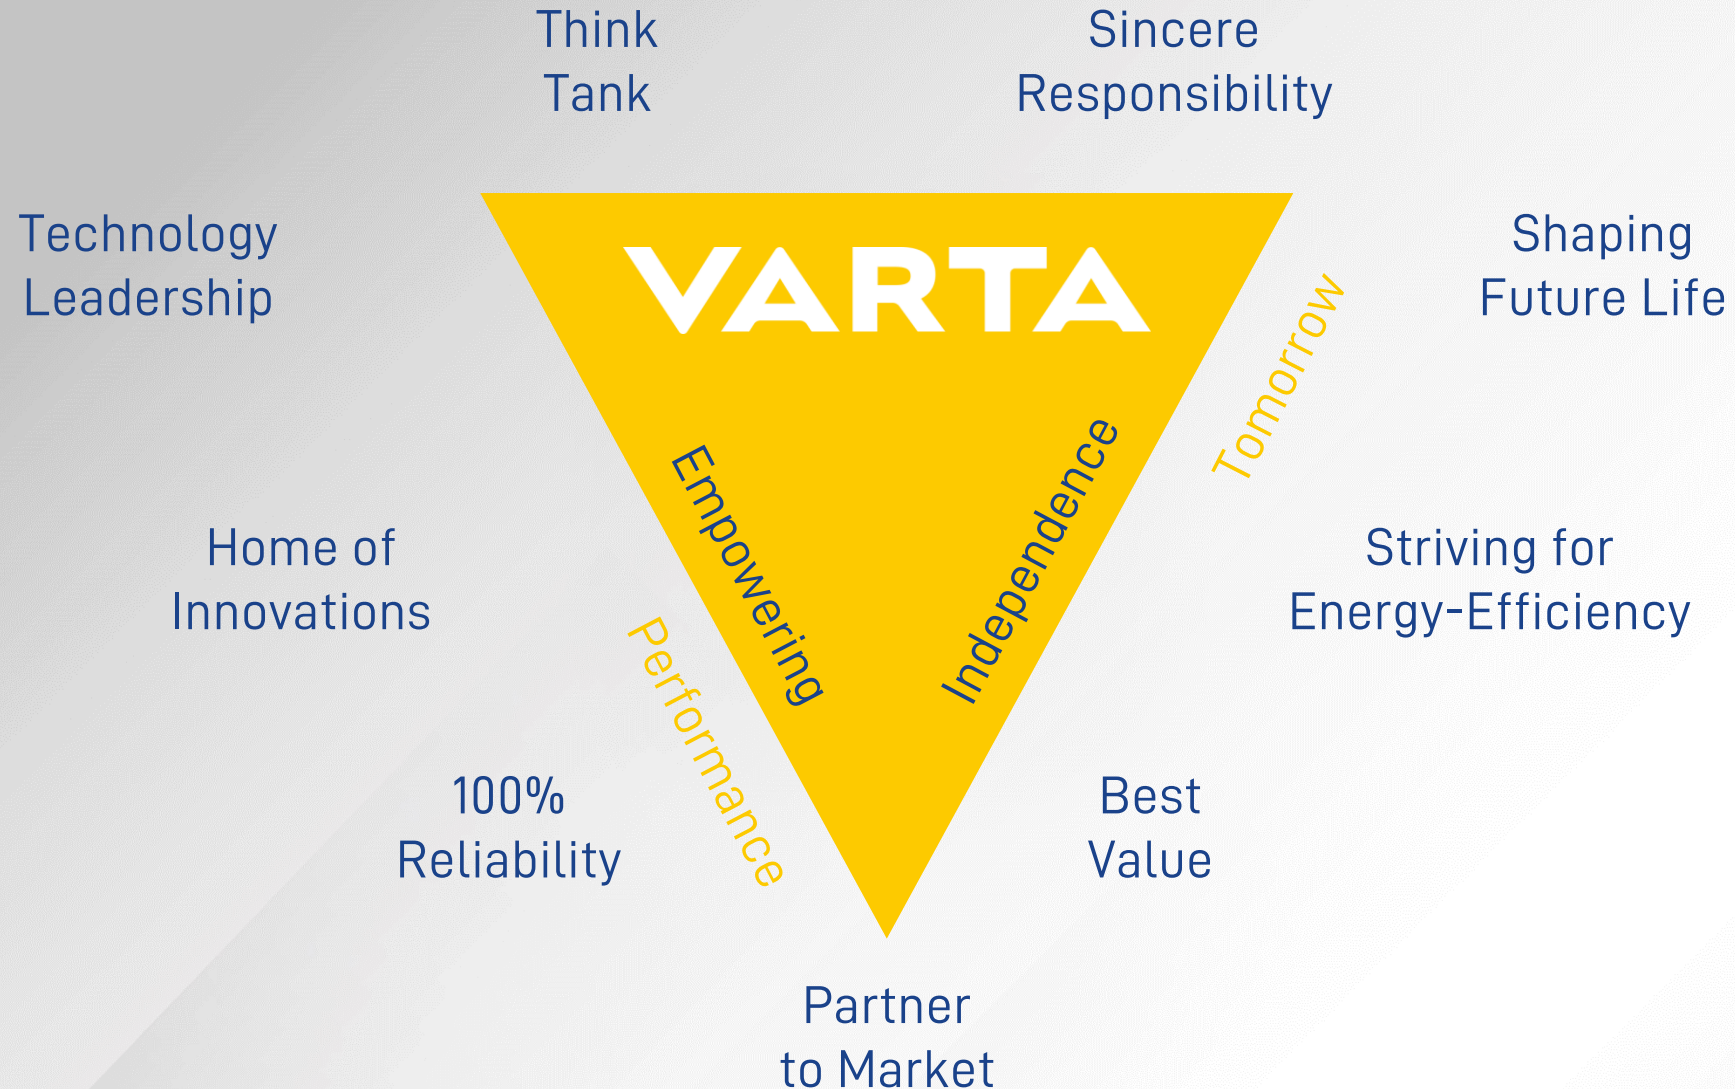 Think
Tank
Sincere
Responsibility
Technology
Leadership
VARTA
Shaping
Future Life
Tomorrow
Empowering
Independence
Home of
Innovations
Striving for
Energy-Efficiency
Performance
100%
Reliability
Best
Value
Partner
to Market